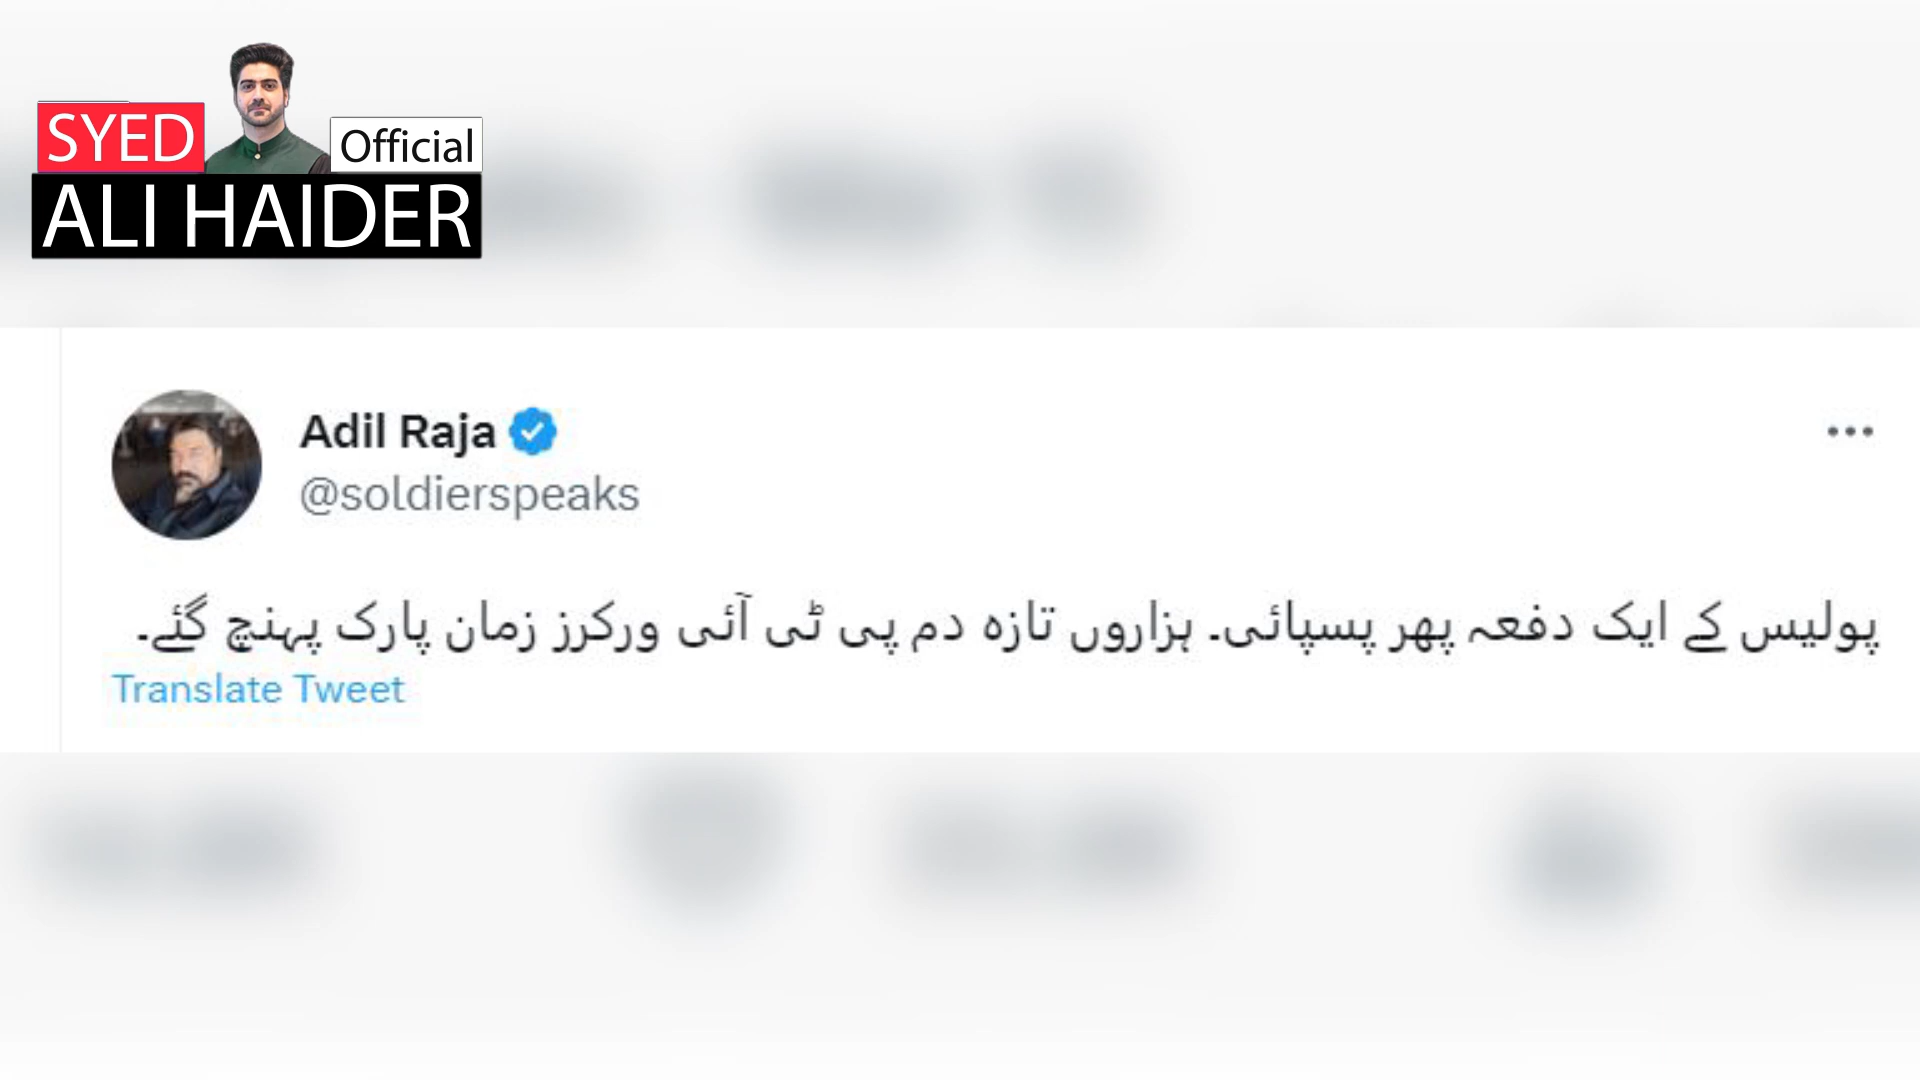 SYED
Official
ALI HAIDER
Adil Raja
@soldierspeaks
پولیس کے ایک دفعہ پھر پسپائی۔ ہزاروں تازہ دم پی ٹی آئی ورکرز زمان پارک پہنچ گئے۔
Translate Tweet